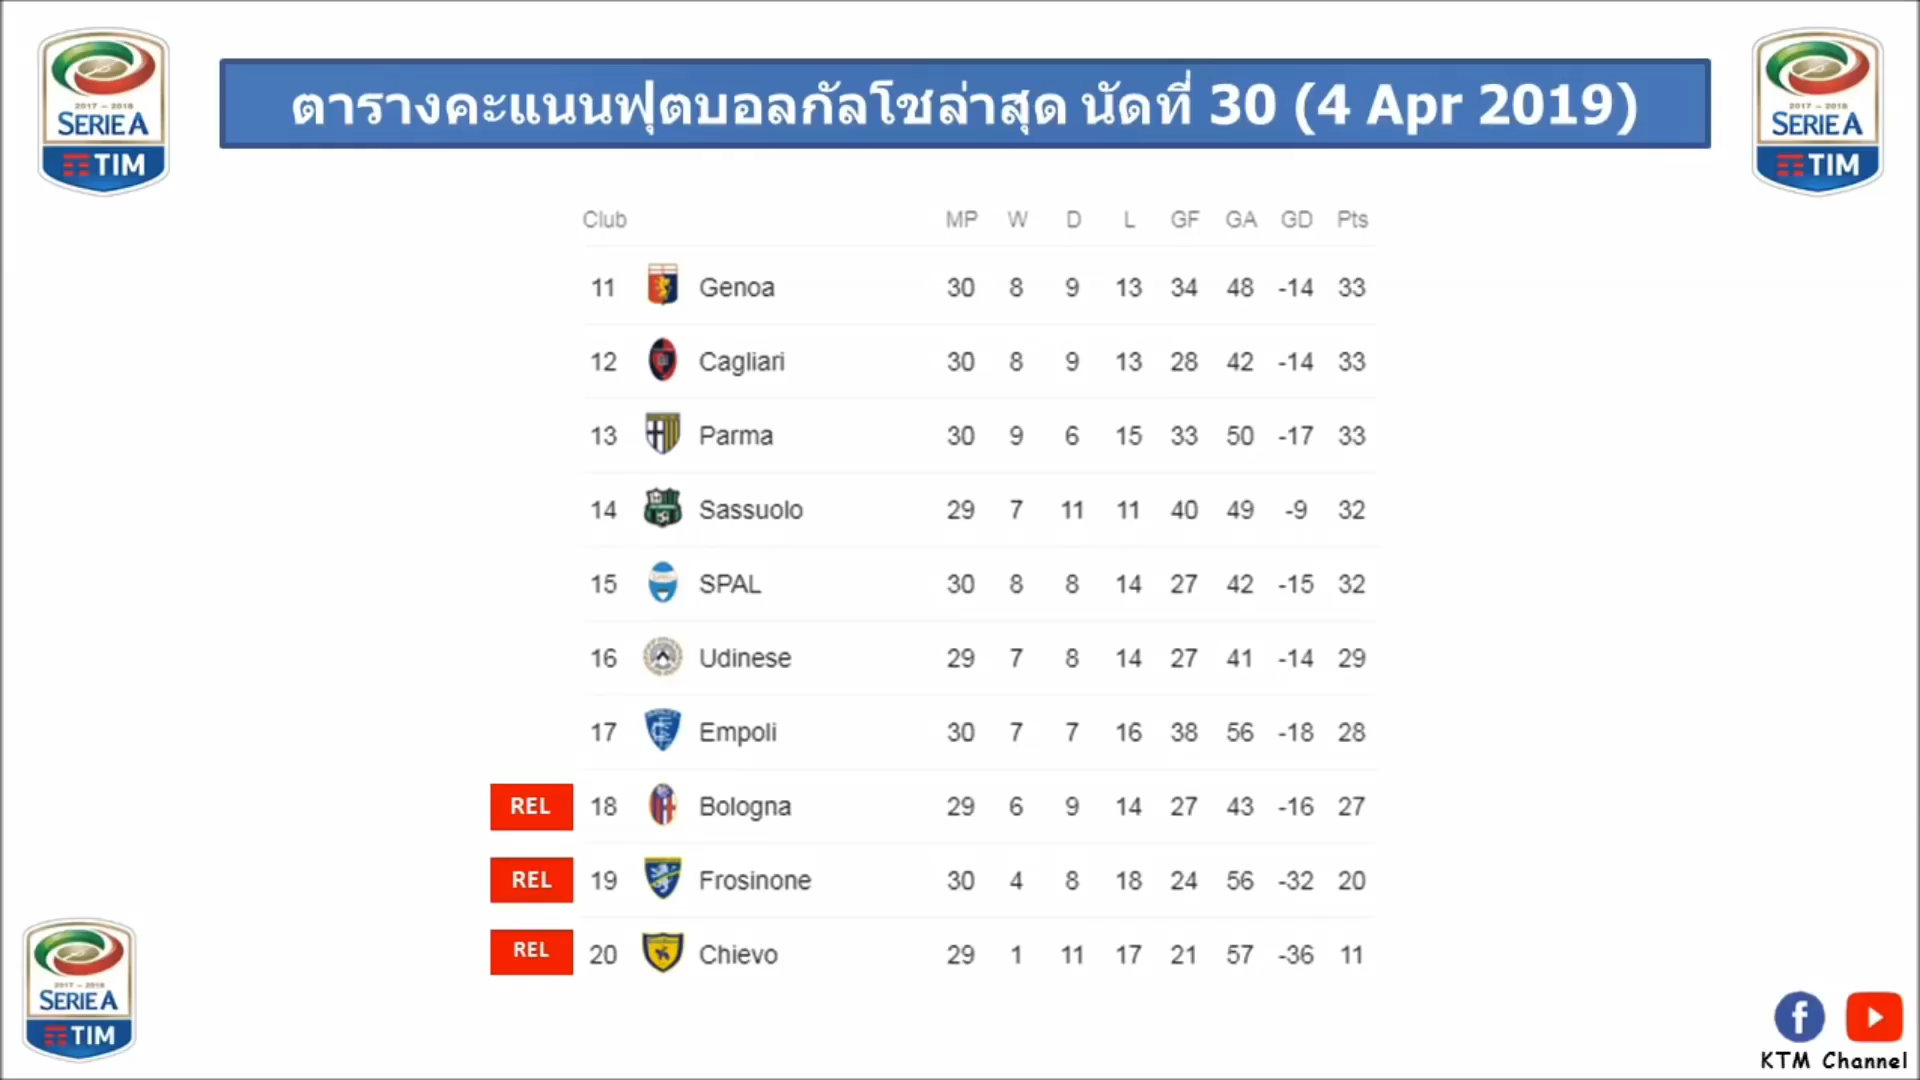 2017 – 2018
SERIE A
TIM
ตารางคะแนนฟุตบอลกัลโชล่าสุด นัดที่ 30 (4 Apr 2019)
2017 – 2018
SERIE A
TIM
Club MP W D L GF GA GD Pts
11 Genoa 30 8 9 13 34 48 -14 33
12 Cagliari 30 8 9 13 28 42 -14 33
13 Parma 30 9 6 15 33 50 -17 33
14 Sassuolo 29 7 11 11 40 49 -9 32
15 SPAL 30 8 8 14 27 42 -15 32
16 Udinese 29 7 8 14 27 41 -14 29
17 Empoli 30 7 7 16 38 56 -18 28
REL 18 Bologna 29 6 9 14 27 43 -16 27
REL 19 Frosinone 30 4 8 18 24 56 -32 20
REL 20 Chievo 29 1 11 17 21 57 -36 11
2017 – 2018
SERIE A
TIM
KTM Channel